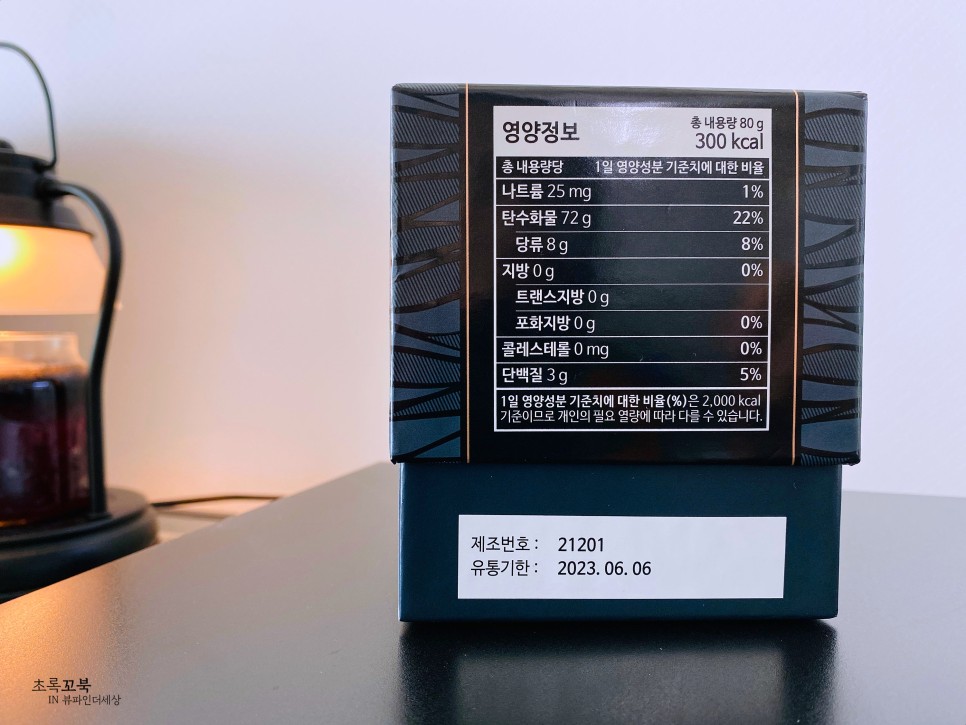 영양정보
총 내용량 80 g
300 kcal
총 내용량당 1일 영양성분 기준치에 대한 비율
나트륨 25 mg 1%
탄수화물 72 g 22%
당류 8 g 8%
지방 0 g 0%
트랜스지방 0 g
포화지방 0 g 0%
콜레스테롤 0 mg 0%
단백질 3 g 5%
1일 영양성분 기준치에 대한 비율(%)은 2,000 kcal
기준이므로 개인의 필요 열량에 따라 다를 수 있습니다.
제조번호 : 21201
유통기한 : 2023. 06. 06
초록꼬북
IN 뷰파인더세상